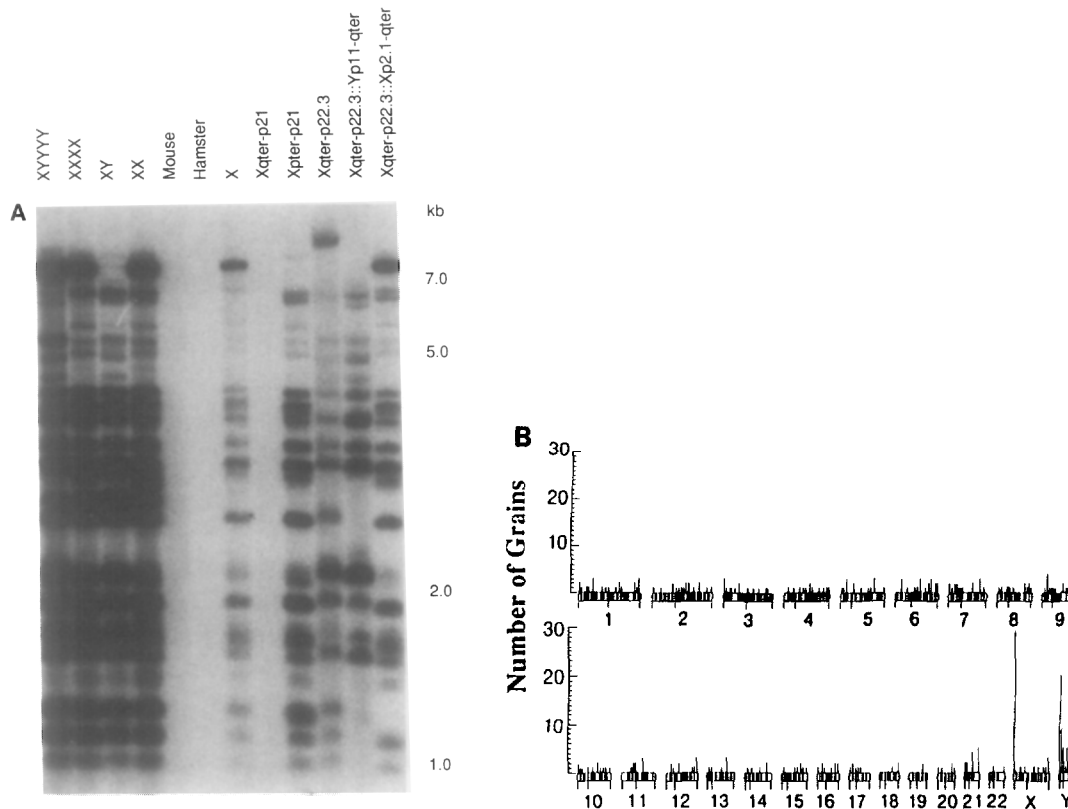 XYYYY
XXXX
XY
XX
Mouse
Hamster
X
Xqter-p21
Xpter-p21
Xqter-p22.3
Xqter-p22.3::Yp11-qter
Xqter-p22.3::Xp2.1-qter
A
kb
7.0
5.0
2.0
1.0
B
Number of Grains
30
20
10
1 2 3 4 5 6 7 8 9
30
20
10
10 11 12 13 14 15 16 17 18 19 20 21 22 X Y